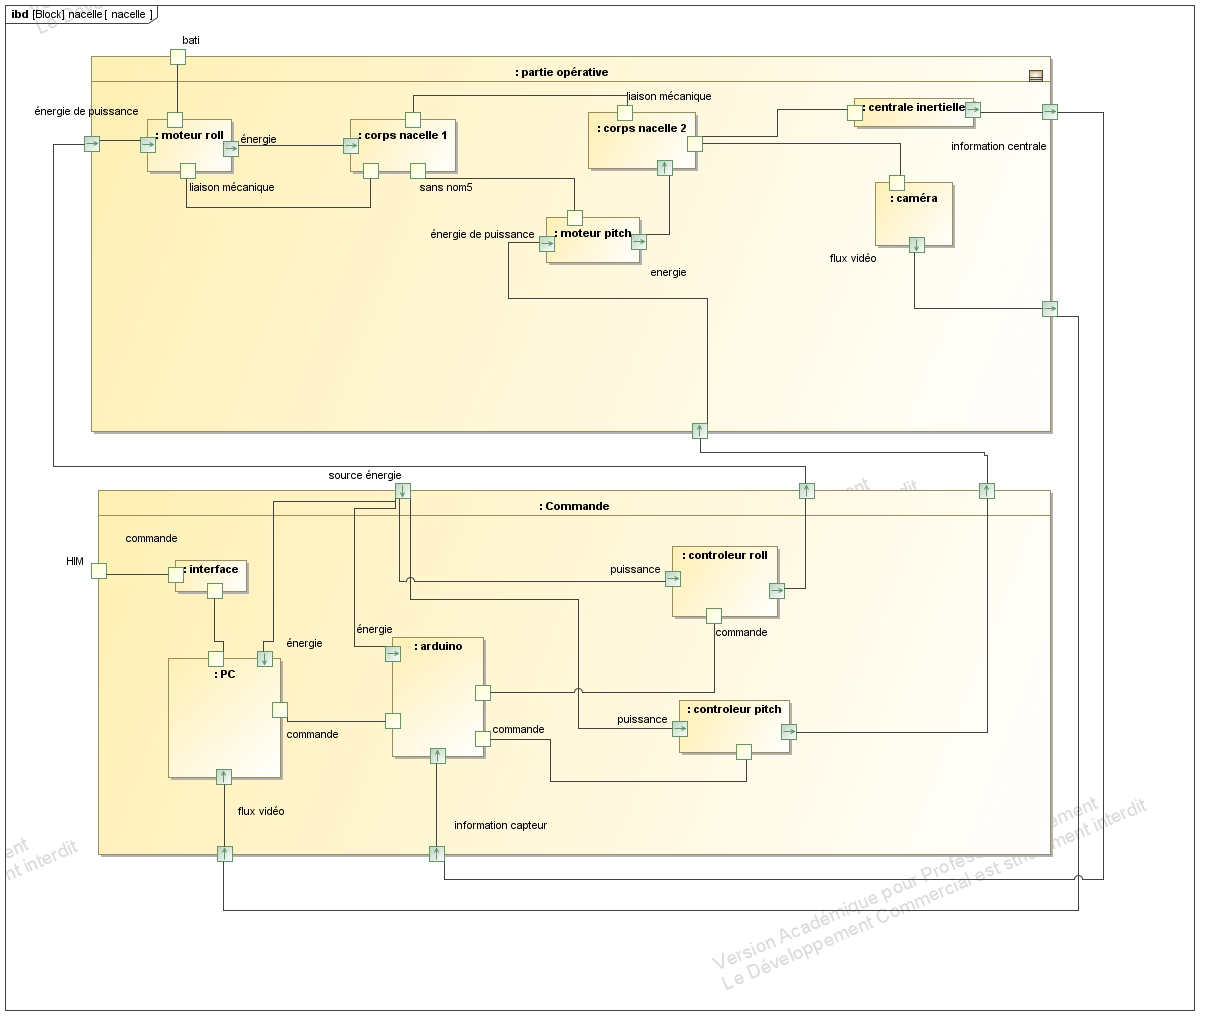 ibd [Block] nacelle [ nacelle ]
bati
: partie opérative
énergie de puissance
: moteur roll
énergie
liaison mécanique
: corps nacelle 1
sans nom5
liaison mécanique
: corps nacelle 2
: centrale inertielle
information centrale
: caméra
flux vidéo
énergie de puissance
: moteur pitch
energie
source énergie
: Commande
HIM
commande
: interface
énergie
: PC
commande
flux vidéo
énergie
: arduino
commande
information capteur
puissance
: controleur roll
commande
puissance
: controleur pitch
Version Académique pour
Le Développement Commercial est strictement interdit